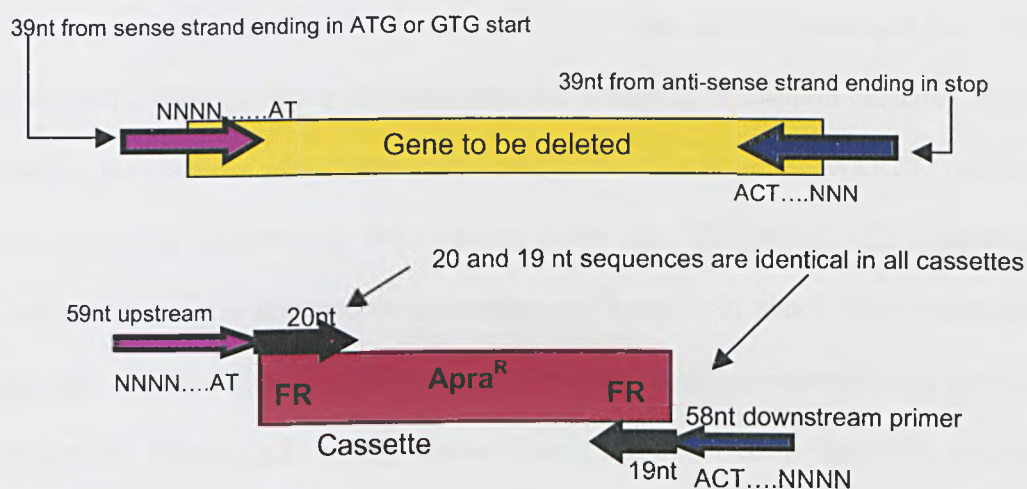 39nt from sense strand ending in ATG or GTG start
39nt from anti-sense strand ending in stop
NNNN……AT
Gene to be deleted
ACT….NNN
20 and 19 nt sequences are identical in all cassettes
59nt upstream
20nt
NNNN….AT
FR
Apra^R
FR
Cassette
58nt downstream primer
19nt
ACT….NNNN